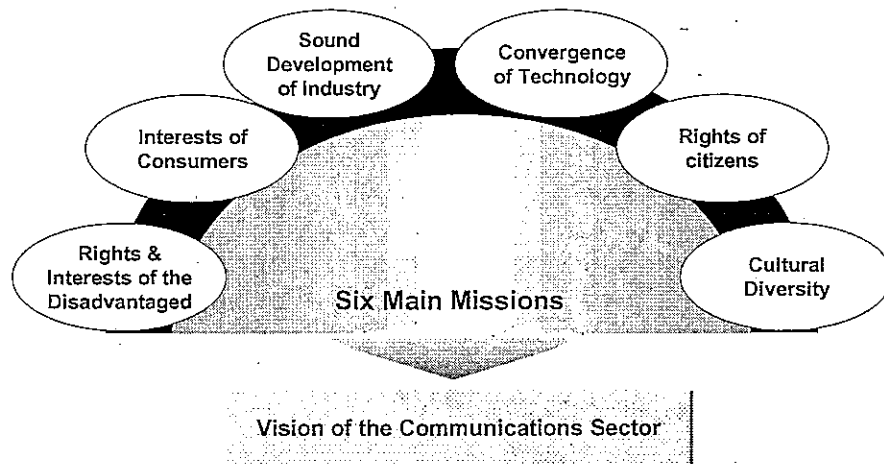 Sound
Development
of Industry
Convergence
of Technology
Interests of
Consumers
Rights of
citizens
Rights &
Interests of the
Disadvantaged
Cultural
Diversity
Six Main Missions
Vision of the Communications Sector